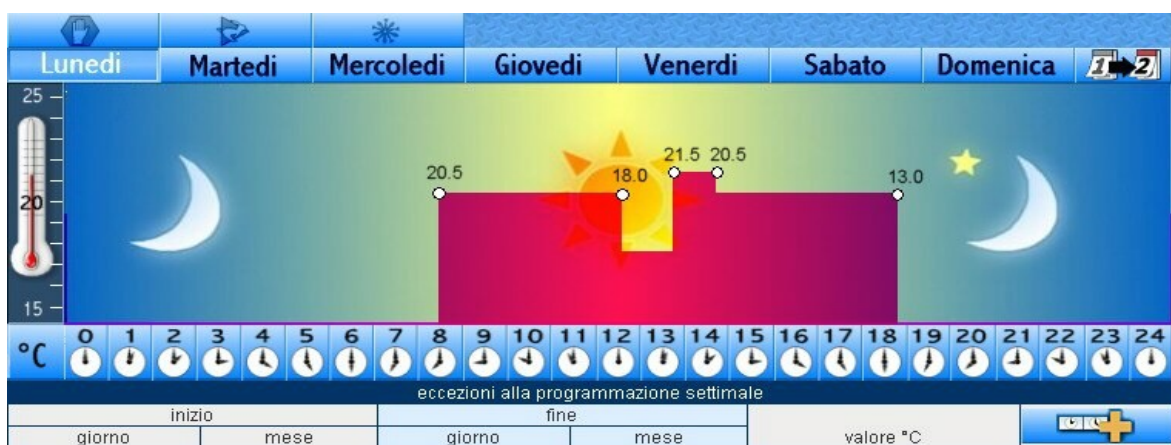 Lunedi Martedi Mercoledi Giovedi Venerdi Sabato Domenica 1 2
25
21.5 20.5
20.5 18.0 13.0
20
15
°C 0 1 2 3 4 5 6 7 8 9 10 11 12 13 14 15 16 17 18 19 20 21 22 23 24
eccezioni alla programmazione settimale
inizio fine
giorno mese giorno mese valore °C